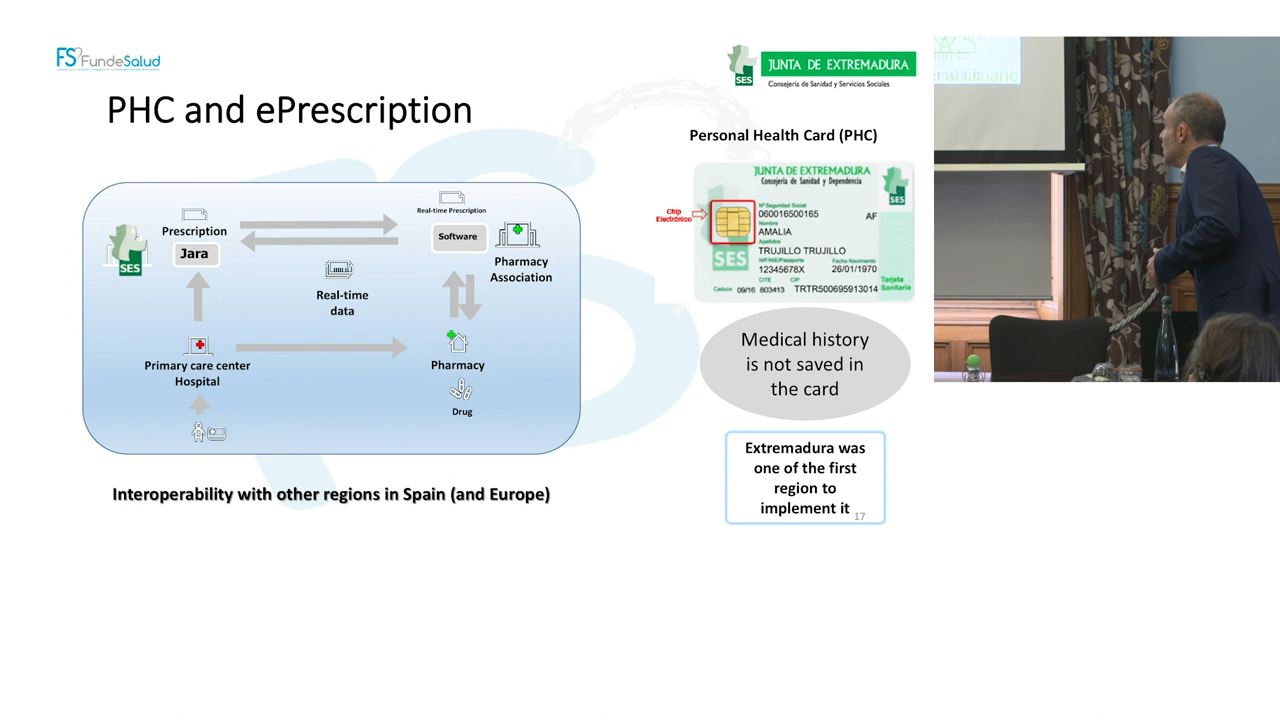 FS FundeSalud
JUNTA DE EXTREMADURA
SES
Consejería de Sanidad y Servicios Sociales
PHC and ePrescription
Personal Health Card (PHC)
Prescription
Jara
SES
Real-time Prescription
Software
Pharmacy
Association
Real-time
data
Primary care center
Hospital
Pharmacy
Drug
Interoperability with other regions in Spain (and Europe)
JUNTA DE EXTREMADURA
Consejería de Sanidad y Dependencia
SES
Chip
Electrónico
Nº Seguridad Social
060016500165
AF
Nombre
AMALIA
Apellidos
TRUJILLO TRUJILLO
SES
NIF/NIE/Pasaporte
Fecha Nacimiento
12345678X
26/01/1970
CITE
CIP
Tarjeta
Sanitaria
Caduca 09/16 803413 TRTR500695913014
Medical history
is not saved in
the card
Extremadura was
one of the first
region to
implement it
17